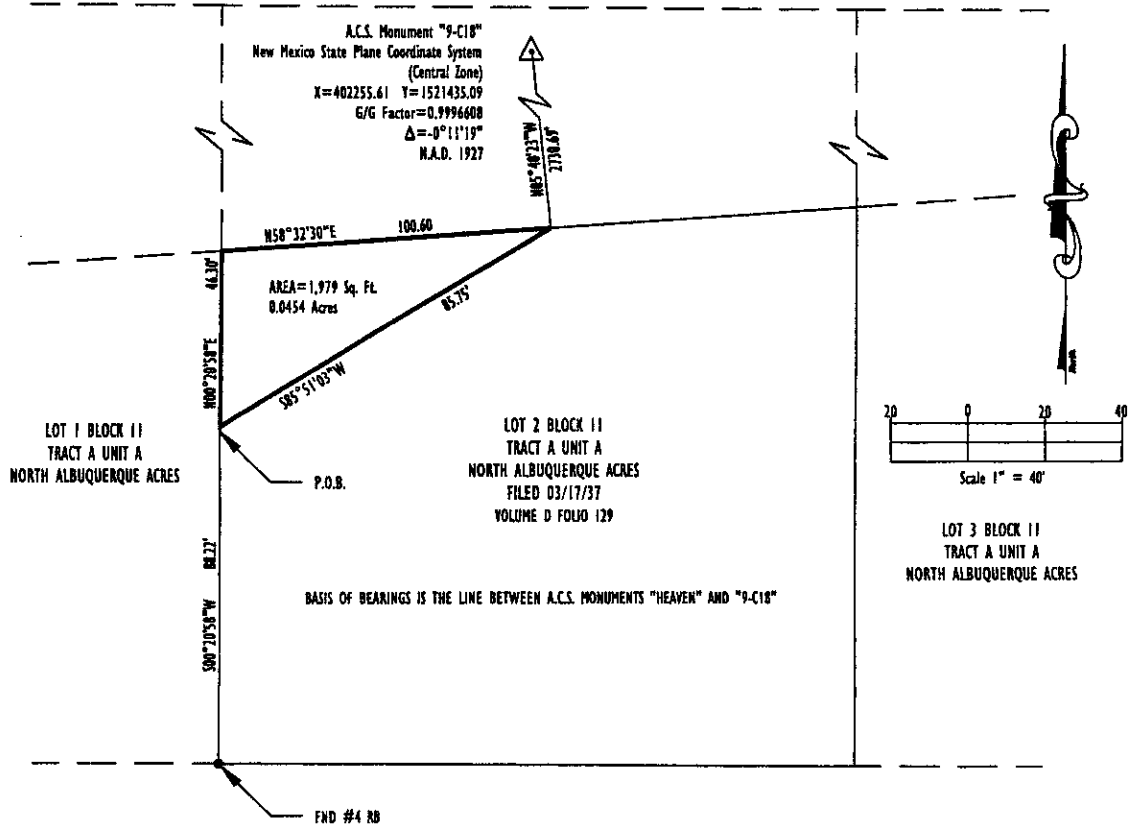 A.C.S. Monument "9-C18"
New Mexico State Plane Coordinate System
(Central Zone)
X=402255.61 Y=1521435.09
G/G Factor=0.9996608
Δ=-0°11'19"
N.A.D. 1927
N05°40'23"W
2730.69'
N58°32'30"E 100.60
46.30'
N00°20'58"E
AREA=1,979 Sq. Ft.
0.0454 Acres
85.75'
S85°51'03"W
LOT 1 BLOCK 11
TRACT A UNIT A
NORTH ALBUQUERQUE ACRES
P.O.B.
LOT 2 BLOCK 11
TRACT A UNIT A
NORTH ALBUQUERQUE ACRES
FILED 03/17/37
VOLUME D FOLIO 129
North
20 0 20 40
Scale 1" = 40'
LOT 3 BLOCK 11
TRACT A UNIT A
NORTH ALBUQUERQUE ACRES
88.22'
S00°20'58"W
BASIS OF BEARINGS IS THE LINE BETWEEN A.C.S. MONUMENTS "HEAVEN" AND "9-C18"
FND #4 RB